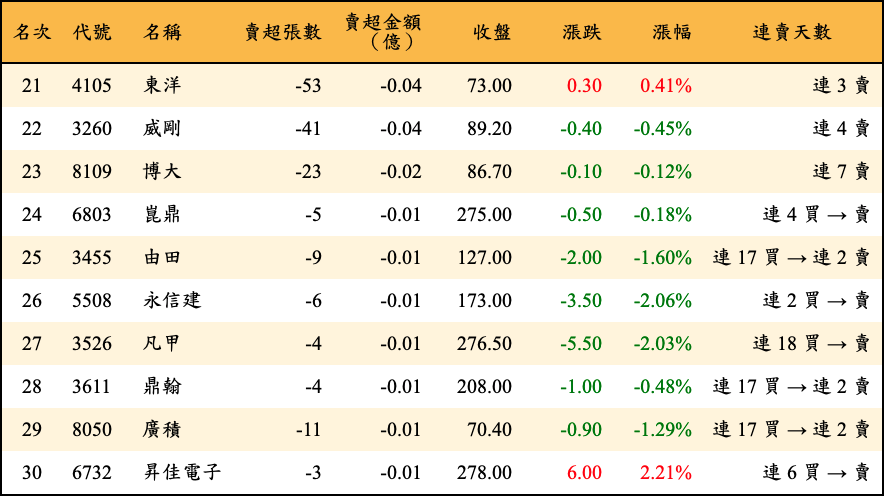 名次 代號 名稱 賣超張數 賣超金額（億） 收盤 漲跌 漲幅 連賣天數
21 4105 東洋 -53 -0.04 73.00 0.30 0.41% 連 3 賣
22 3260 威剛 -41 -0.04 89.20 -0.40 -0.45% 連 4 賣
23 8109 博大 -23 -0.02 86.70 -0.10 -0.12% 連 7 賣
24 6803 崑鼎 -5 -0.01 275.00 -0.50 -0.18% 連 4 買 → 賣
25 3455 由田 -9 -0.01 127.00 -2.00 -1.60% 連 17 買 → 連 2 賣
26 5508 永信建 -6 -0.01 173.00 -3.50 -2.06% 連 2 買 → 賣
27 3526 凡甲 -4 -0.01 276.50 -5.50 -2.03% 連 18 買 → 賣
28 3611 鼎翰 -4 -0.01 208.00 -1.00 -0.48% 連 17 買 → 連 2 賣
29 8050 廣積 -11 -0.01 70.40 -0.90 -1.29% 連 17 買 → 連 2 賣
30 6732 昇佳電子 -3 -0.01 278.00 6.00 2.21% 連 6 買 → 賣